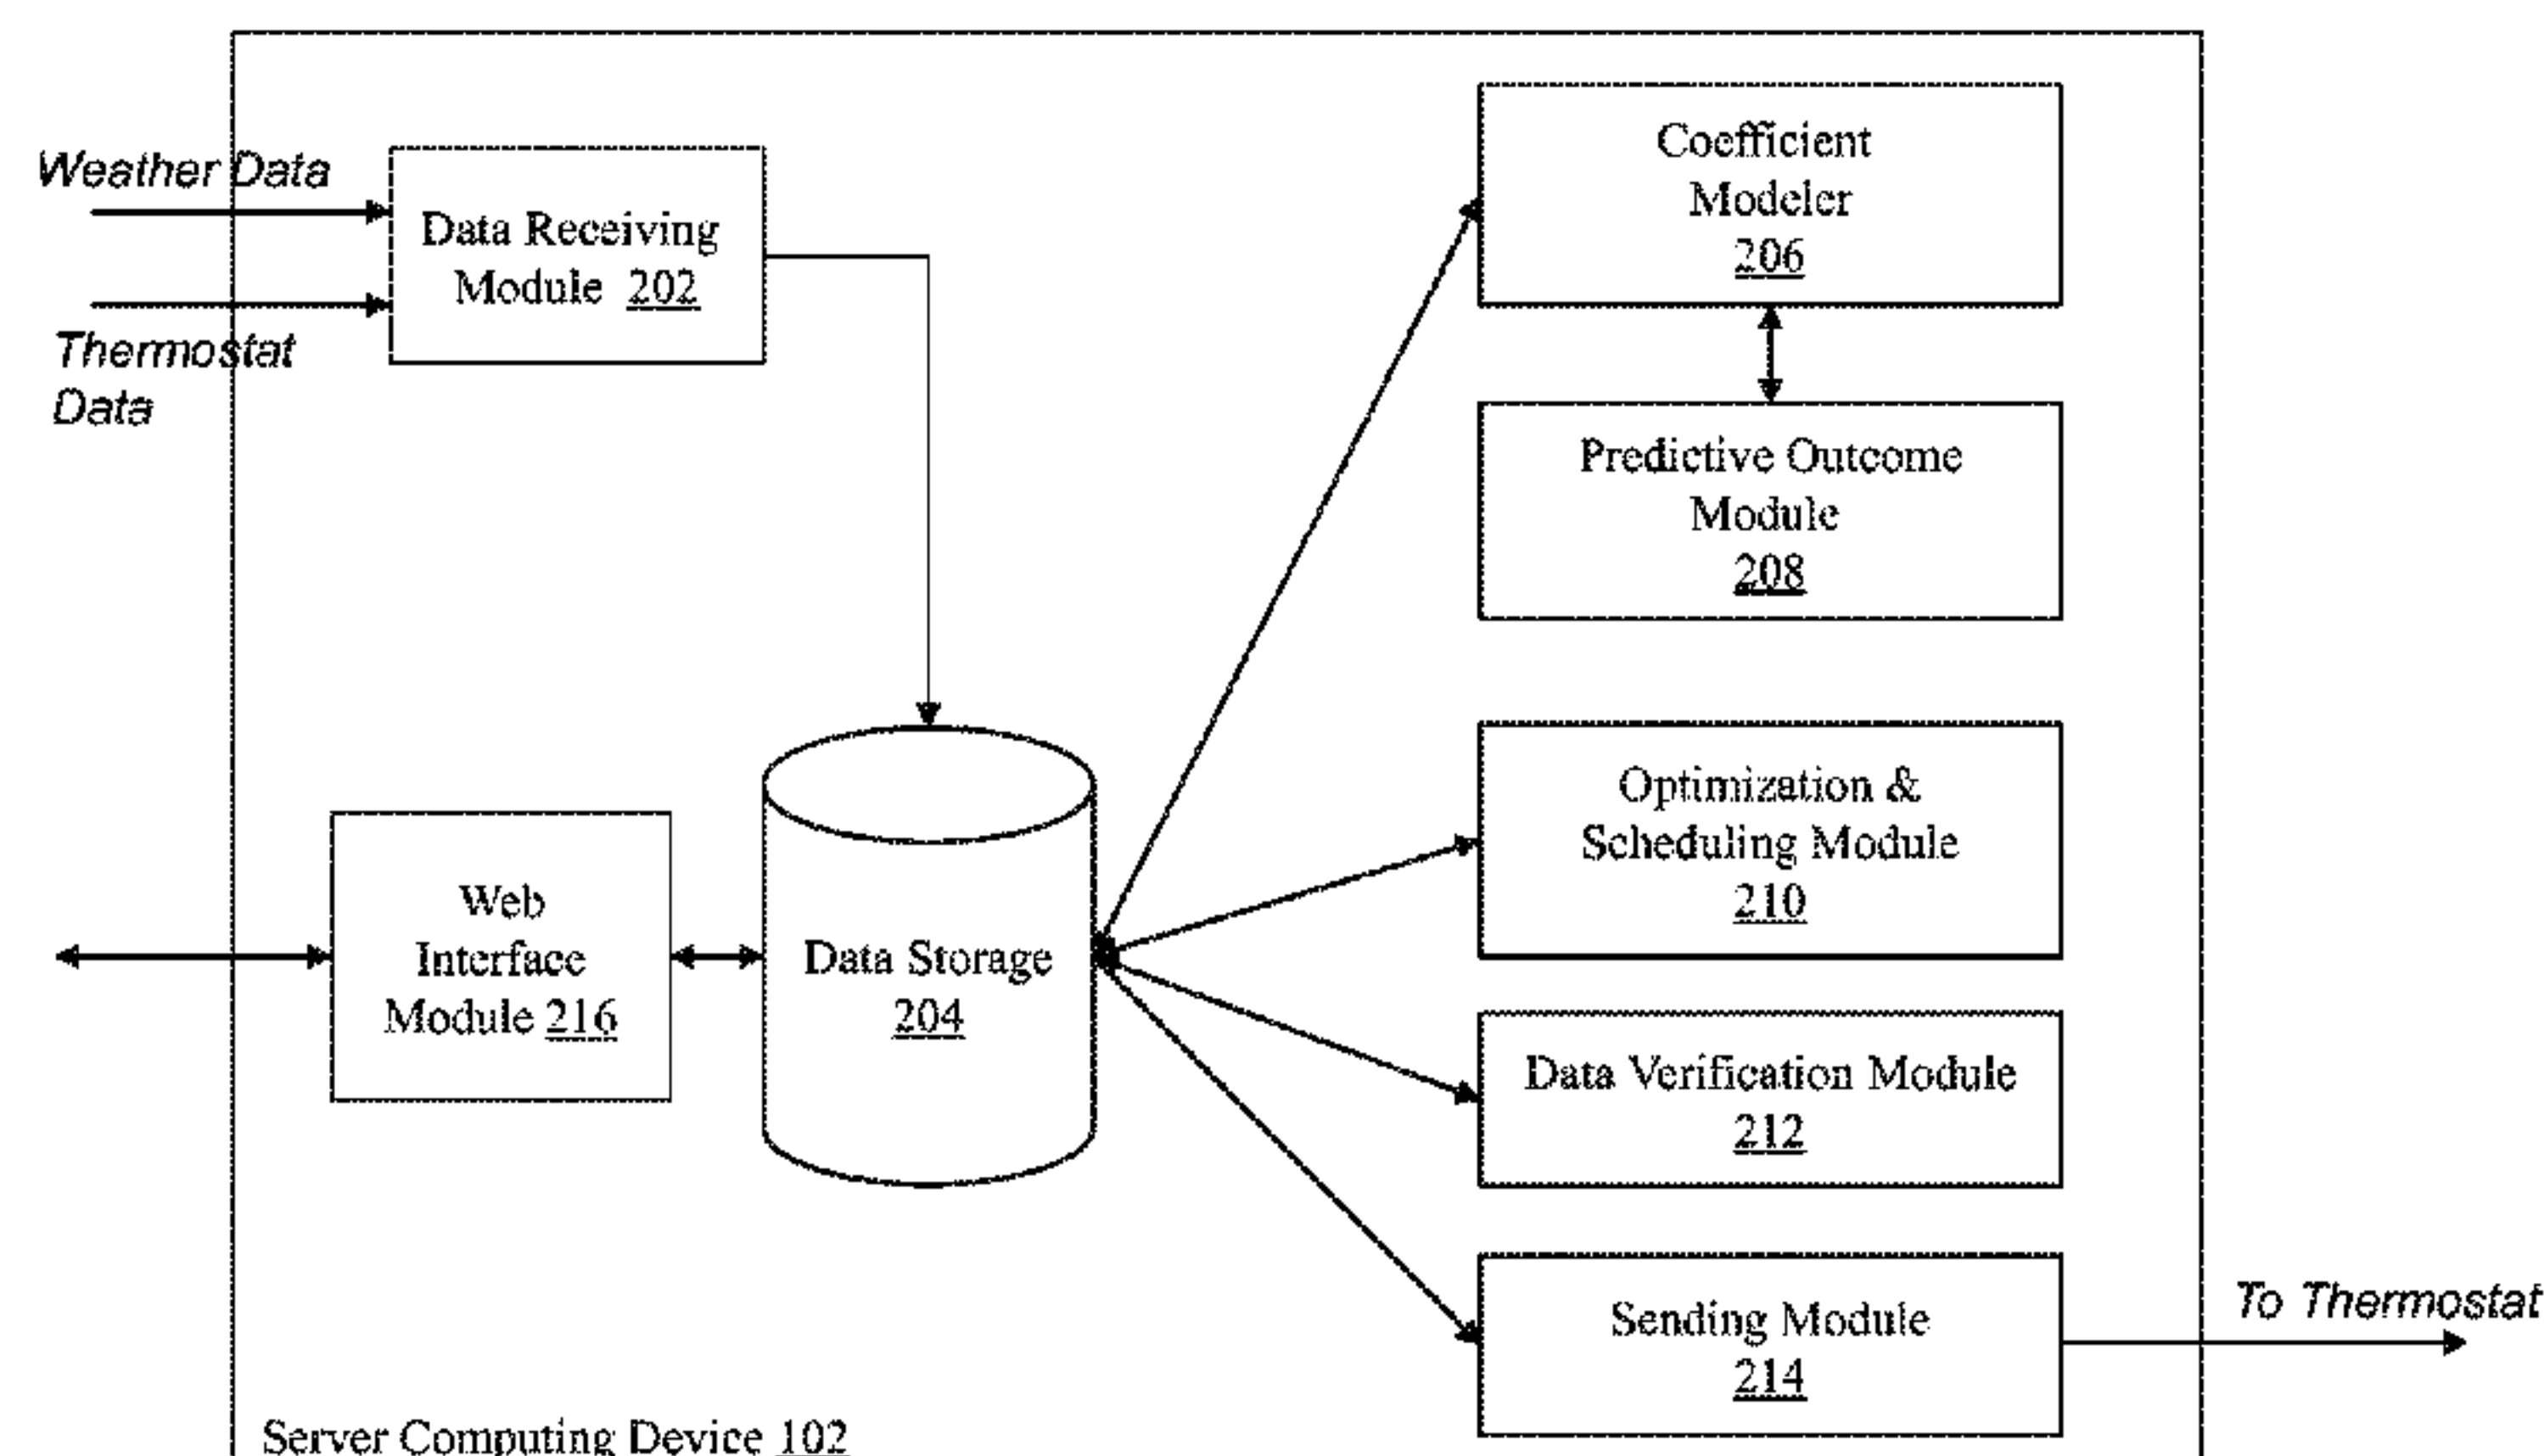 Weather Data
Thermostat
Data
Data Receiving
Module 202
Coefficient
Modeler
206
Predictive Outcome
Module
208
Optimization &
Scheduling Module
210
Web
Interface
Module 216
Data Storage
204
Data Verification Module
212
Sending Module
214
To Thermostat
Server Computing Device 102